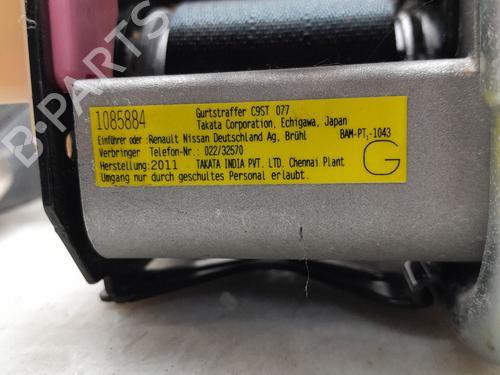 B-PARTS
1085884
Gurtstraffer C9ST 077
Takata Corporation, Echigawa, Japan
Einführer oder :Renault Nissan Deutschland Ag, Brühl BAM-PT₁-1043
Verbringer Telefon-Nr.: 022/32570
Herstellung:2011 TAKATA INDIA PVT. LTD. Chennai Plant
Umgang nur durch geschultes Personal erlaubt.
G